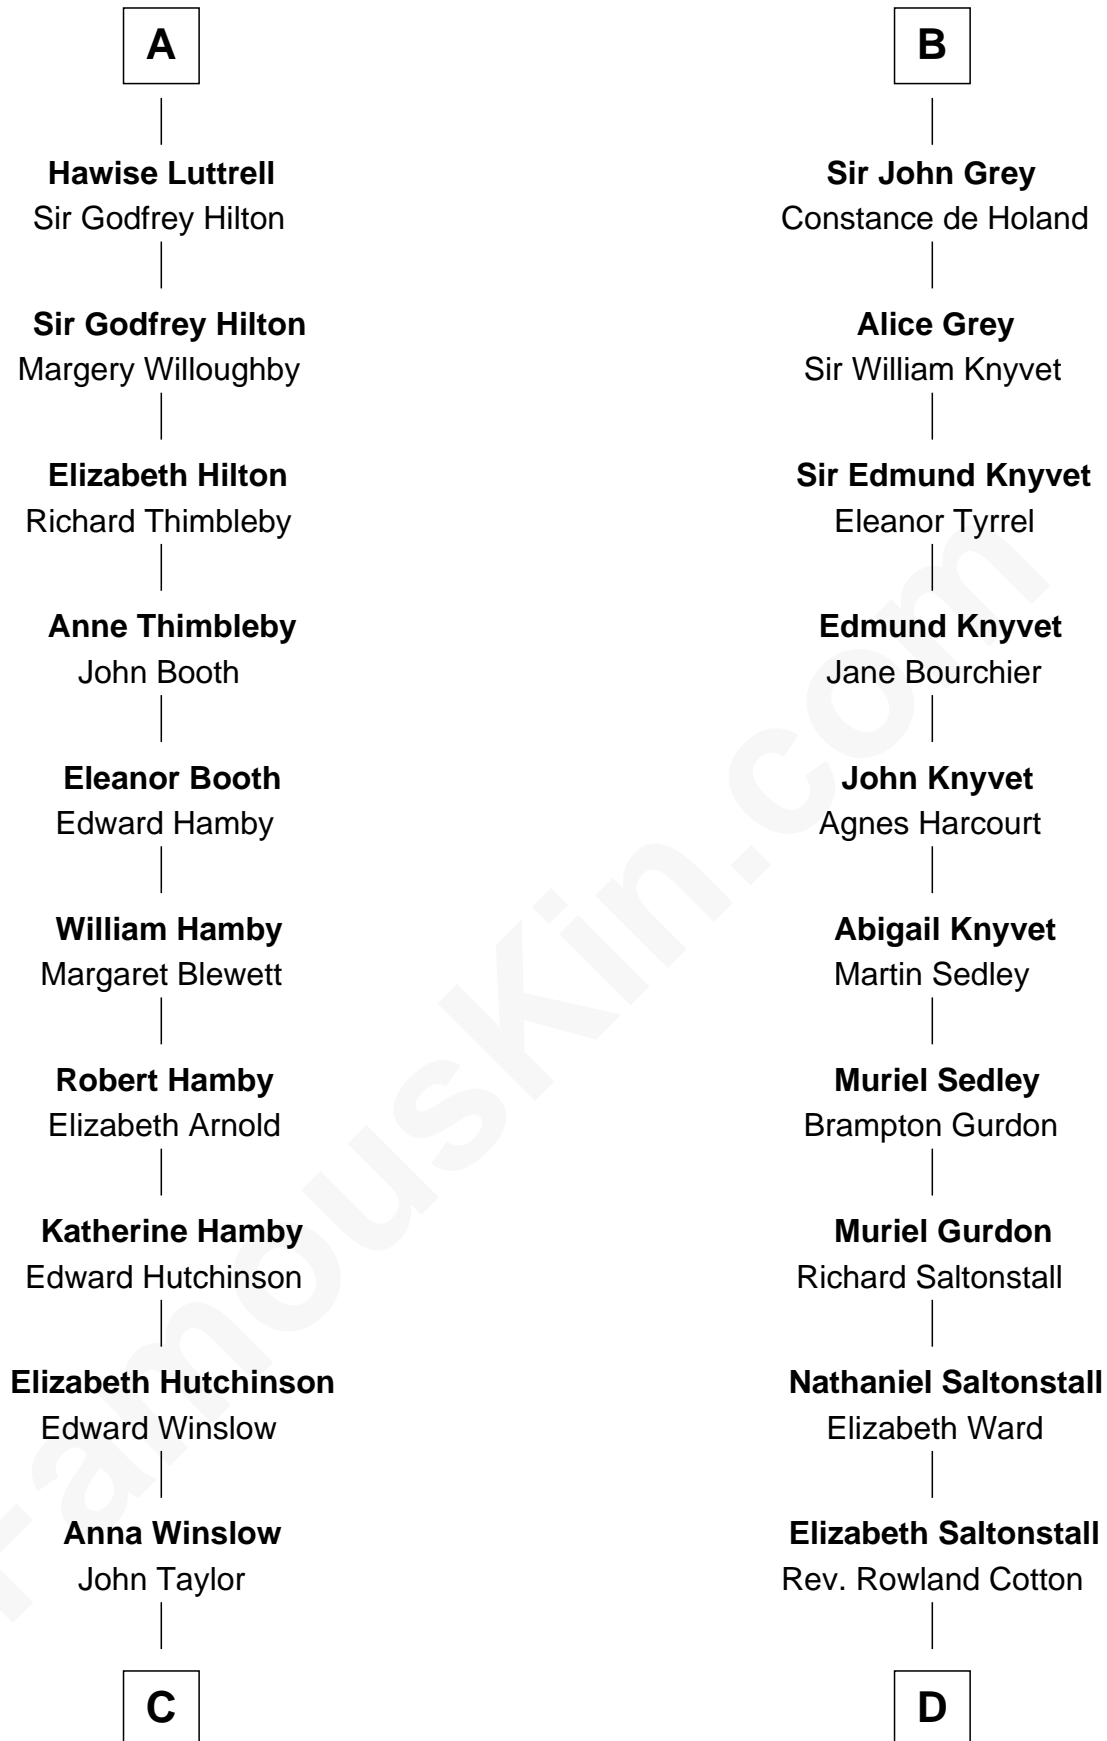 A
Hawise Luttrell
Sir Godfrey Hilton
Sir Godfrey Hilton
Margery Willoughby
Elizabeth Hilton
Richard Thimbleby
Anne Thimbleby
John Booth
Eleanor Booth
Edward Hamby
William Hamby
Margaret Blewett
Robert Hamby
Elizabeth Arnold
Katherine Hamby
Edward Hutchinson
Elizabeth Hutchinson
Edward Winslow
Anna Winslow
John Taylor
C
B
Sir John Grey
Constance de Holand
Alice Grey
Sir William Knyvet
Sir Edmund Knyvet
Eleanor Tyrrel
Edmund Knyvet
Jane Bourchier
John Knyvet
Agnes Harcourt
Abigail Knyvet
Martin Sedley
Muriel Sedley
Brampton Gurdon
Muriel Gurdon
Richard Saltonstall
Nathaniel Saltonstall
Elizabeth Ward
Elizabeth Saltonstall
Rev. Rowland Cotton
D
FamousKin.com